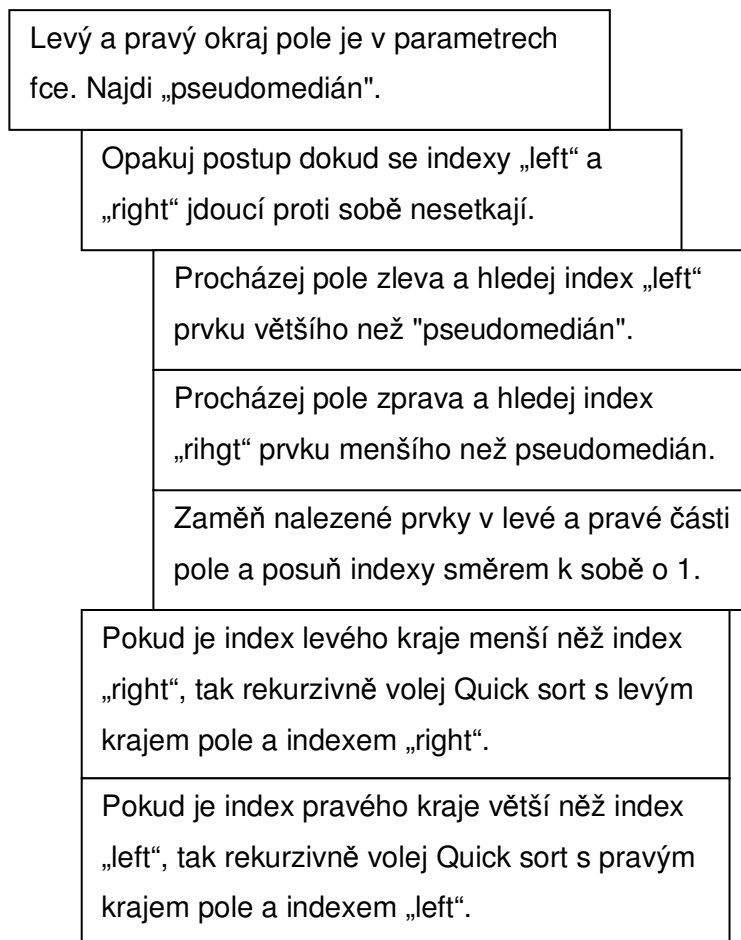 Levý a pravý okraj pole je v parametrech
fce. Najdi „pseudomedián".
Opakuj postup dokud se indexy „left“ a
„right“ jdoucí proti sobě nesetkají.
Procházej pole zleva a hledej index „left“
prvku většího než "pseudomedián".
Procházej pole zprava a hledej index
„rihgt“ prvku menšího než pseudomedián.
Zaměň nalezené prvky v levé a pravé části
pole a posuň indexy směrem k sobě o 1.
Pokud je index levého kraje menší něž index
„right“, tak rekurzivně volej Quick sort s levým
krajem pole a indexem „right“.
Pokud je index pravého kraje větší něž index
„left“, tak rekurzivně volej Quick sort s pravým
krajem pole a indexem „left“.